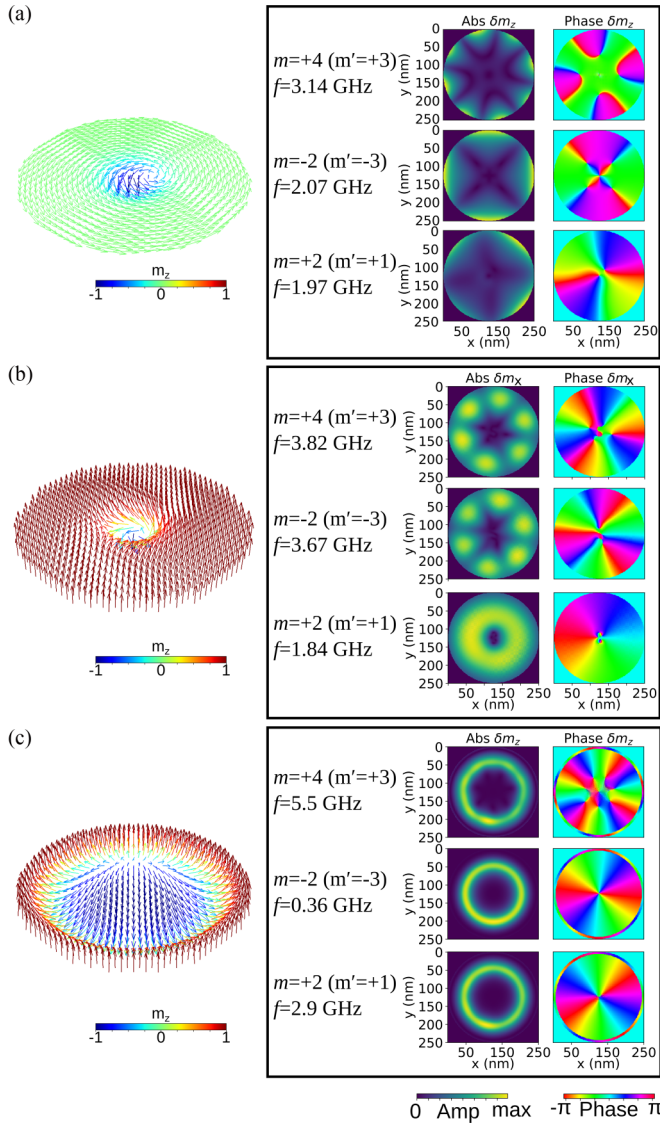 (a)
Abs δm_z
Phase δm_z
m=+4 (m′=+3)
f=3.14 GHz
y (nm)
0
50
100
150
200
250
m=-2 (m′=-3)
f=2.07 GHz
y (nm)
0
50
100
150
200
250
m=+2 (m′=+1)
f=1.97 GHz
y (nm)
0
50
100
150
200
250
50 150 250
x (nm)
50 150 250
x (nm)
m_z
-1 0 1
(b)
Abs δm_x
Phase δm_x
m=+4 (m′=+3)
f=3.82 GHz
y (nm)
0
50
100
150
200
250
m=-2 (m′=-3)
f=3.67 GHz
y (nm)
0
50
100
150
200
250
m=+2 (m′=+1)
f=1.84 GHz
y (nm)
0
50
100
150
200
250
50 150 250
x (nm)
50 150 250
x (nm)
m_z
-1 0 1
(c)
Abs δm_z
Phase δm_z
m=+4 (m′=+3)
f=5.5 GHz
y (nm)
0
50
100
150
200
250
m=-2 (m′=-3)
f=0.36 GHz
y (nm)
0
50
100
150
200
250
m=+2 (m′=+1)
f=2.9 GHz
y (nm)
0
50
100
150
200
250
50 150 250
x (nm)
50 150 250
x (nm)
m_z
-1 0 1
0 Amp max
-π Phase π